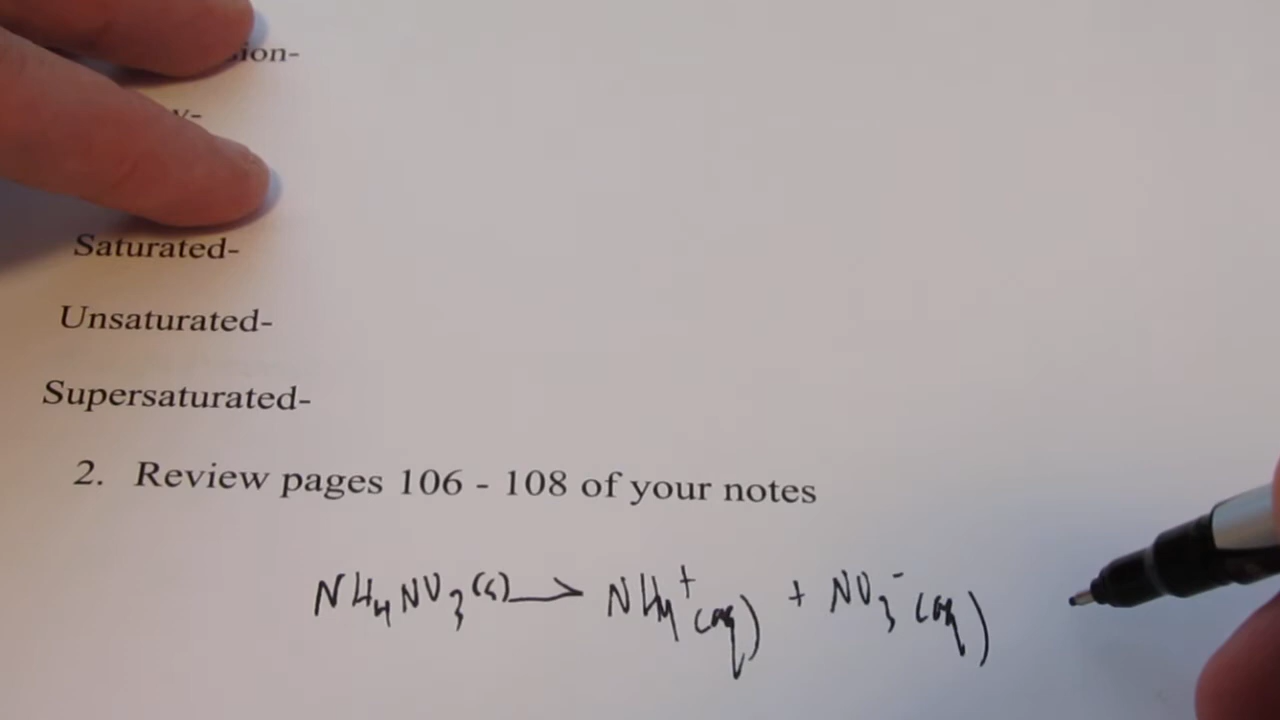 Saturated-
Unsaturated-
Supersaturated-
2. Review pages 106 - 108 of your notes
NH₄NO₃(s) → NH₄⁺(aq) + NO₃⁻(aq)